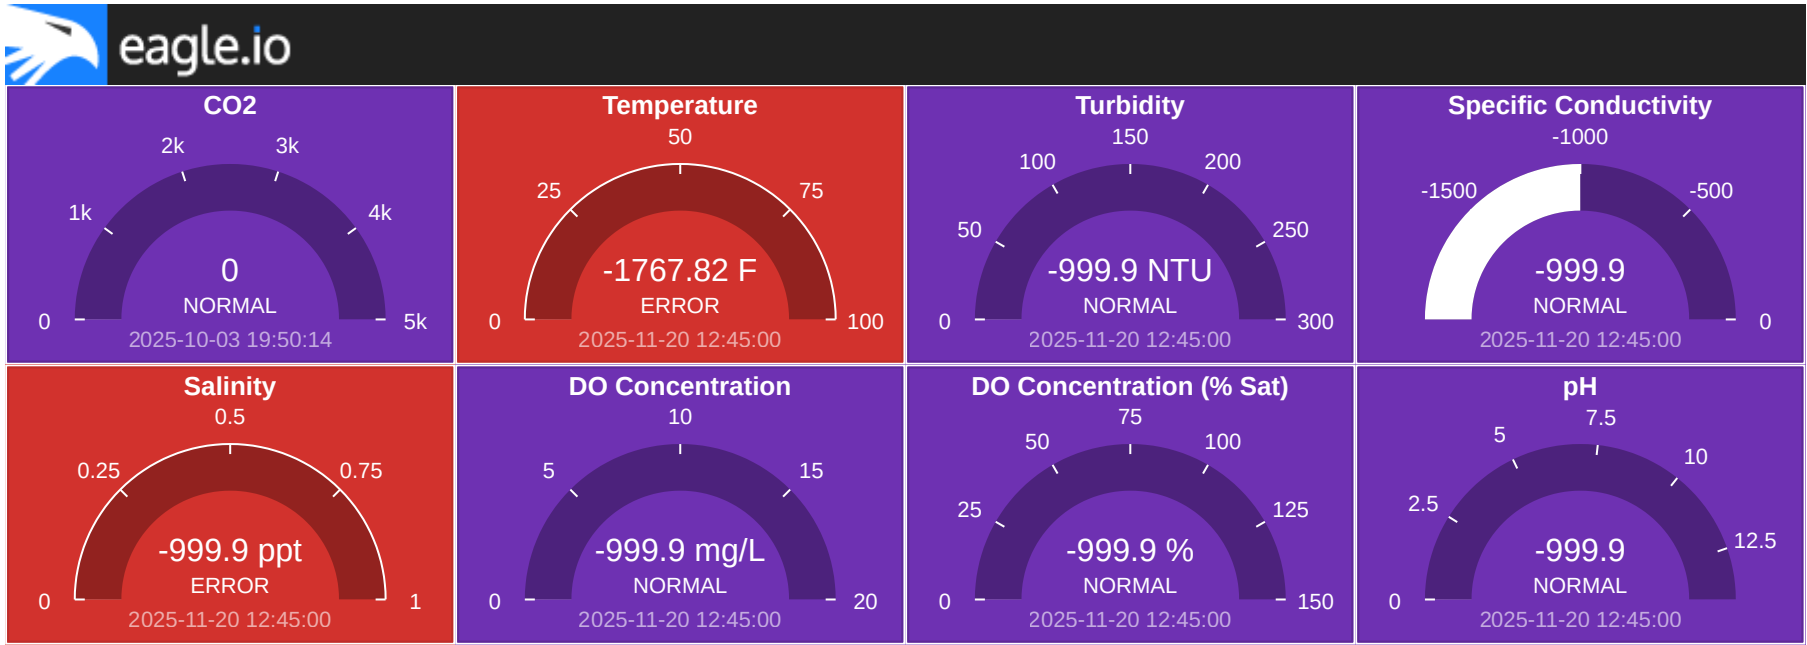 eagle.io
CO2
2k 3k
1k 4k
0
NORMAL
0 5k
2025-10-03 19:50:14
Temperature
50
25 75
-1767.82 F
ERROR
0 100
2025-11-20 12:45:00
Turbidity
150
100 200
50 250
-999.9 NTU
NORMAL
0 300
2025-11-20 12:45:00
Specific Conductivity
-1000
-1500 -500
-999.9
NORMAL
0
2025-11-20 12:45:00
Salinity
0.5
0.25 0.75
-999.9 ppt
ERROR
0 1
2025-11-20 12:45:00
DO Concentration
10
5 15
-999.9 mg/L
NORMAL
0 20
2025-11-20 12:45:00
DO Concentration (% Sat)
75
50 100
25 125
-999.9 %
NORMAL
0 150
2025-11-20 12:45:00
pH
7.5
5 10
2.5 12.5
-999.9
NORMAL
0
2025-11-20 12:45:00